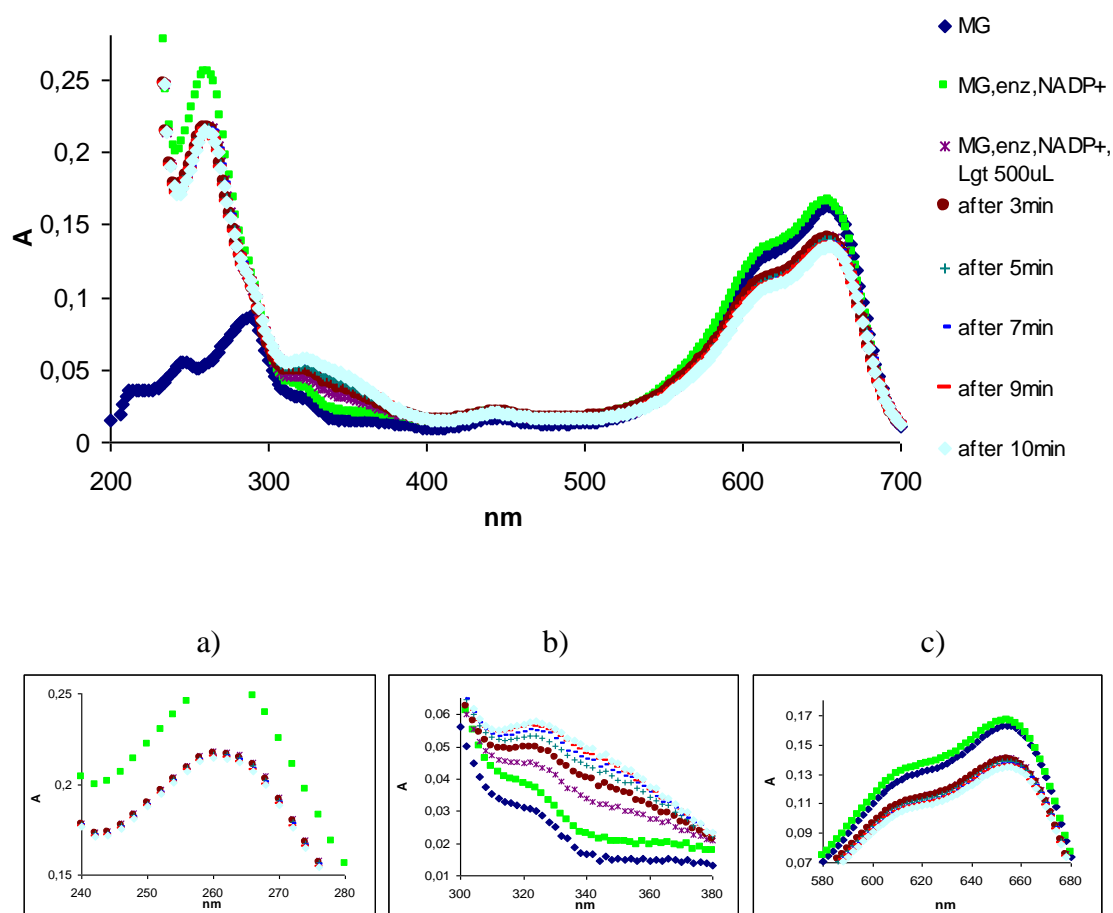 0,25
0,2
0,15
0,1
0,05
0
A
200
300
400
500
600
700
nm
MG
MG,enz,NADP+
MG,enz,NADP+,
Lgt 500uL
after 3min
after 5min
after 7min
after 9min
after 10min
a)
b)
c)
0,25
0,2
0,15
A
240
250
260
270
280
nm
0,06
0,05
0,04
0,03
0,02
0,01
A
300
320
340
360
380
nm
0,17
0,15
0,13
0,11
0,09
0,07
A
580
600
620
640
660
680
nm